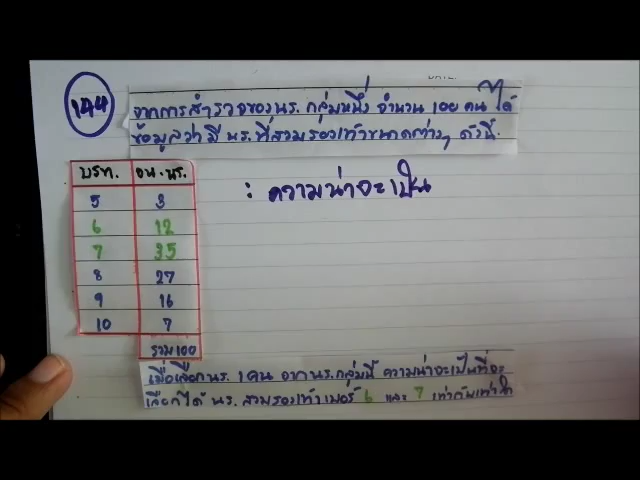 144
จากการสำรวจของนร. กลุ่มหนึ่ง จำนวน 100 คน ได้
ข้อมูลว่ามี นร. ที่สวมรองเท้าขนาดต่างๆ ดังนี้.
: ความน่าจะเป็น
บรท. จน.นร.
5 3
6 12
7 35
8 27
9 16
10 7
รวม 100
เมื่อเลือกนร. 1 คน จากนร.กลุ่มนี้ ความน่าจะเป็นที่จะ
เลือกได้ นร. สวมรองเท้าเบอร์ 6 และ 7 เท่ากับเท่าใด